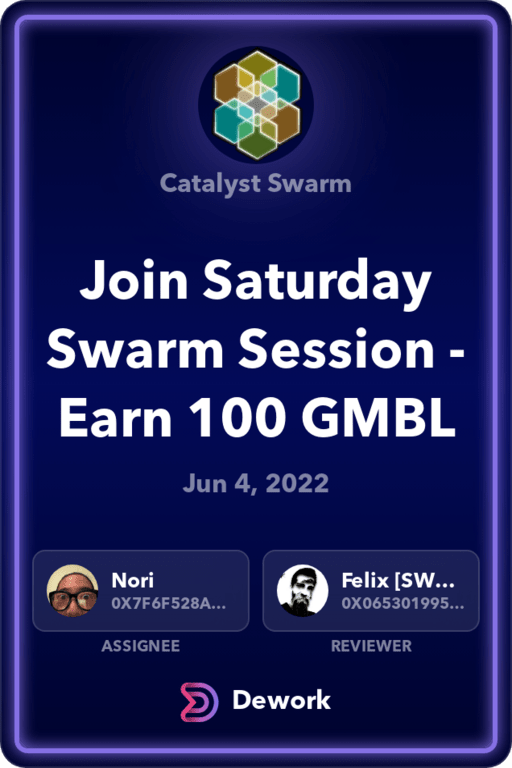 Catalyst Swarm
Join Saturday
Swarm Session -
Earn 100 GMBL
Jun 4, 2022
Nori
0X7F6F528A...
ASSIGNEE
Felix [SW...
0X065301995...
REVIEWER
Dework